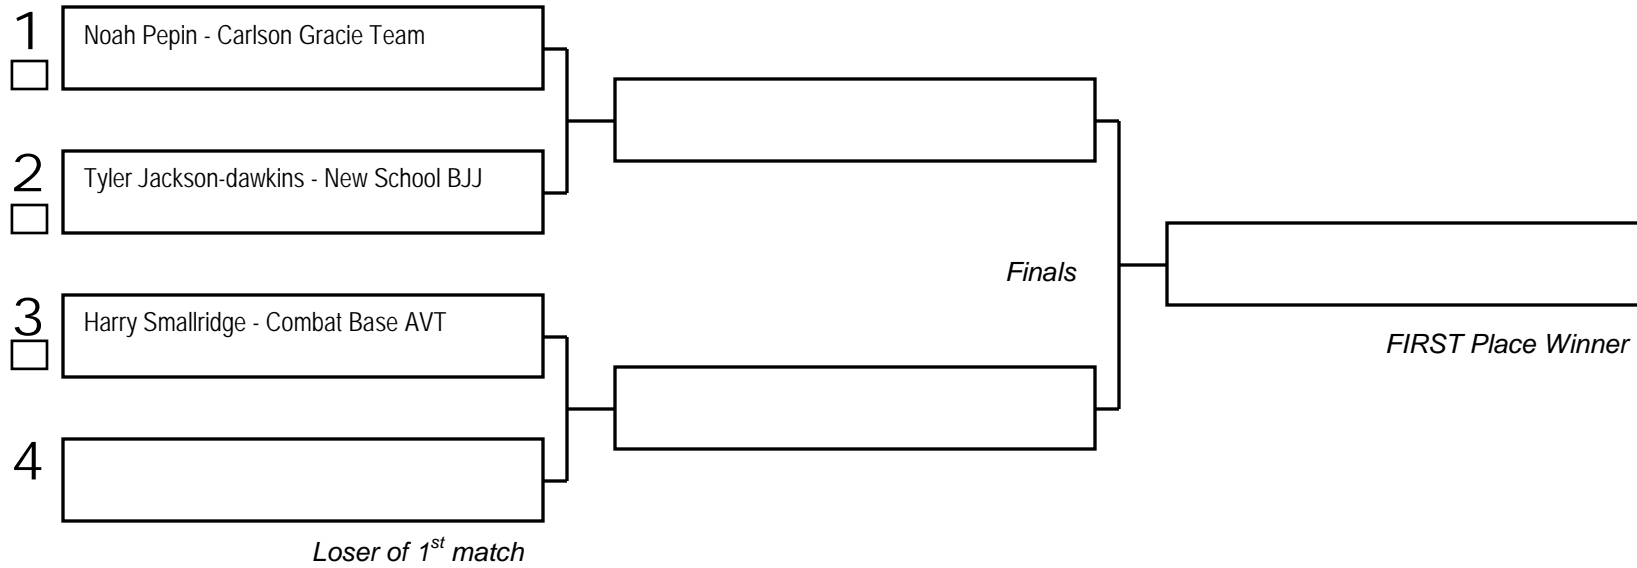 1
Noah Pepin - Carlson Gracie Team
2
Tyler Jackson-dawkins - New School BJJ
Finals
3
Harry Smallridge - Combat Base AVT
FIRST Place Winner
4
Loser of 1st match